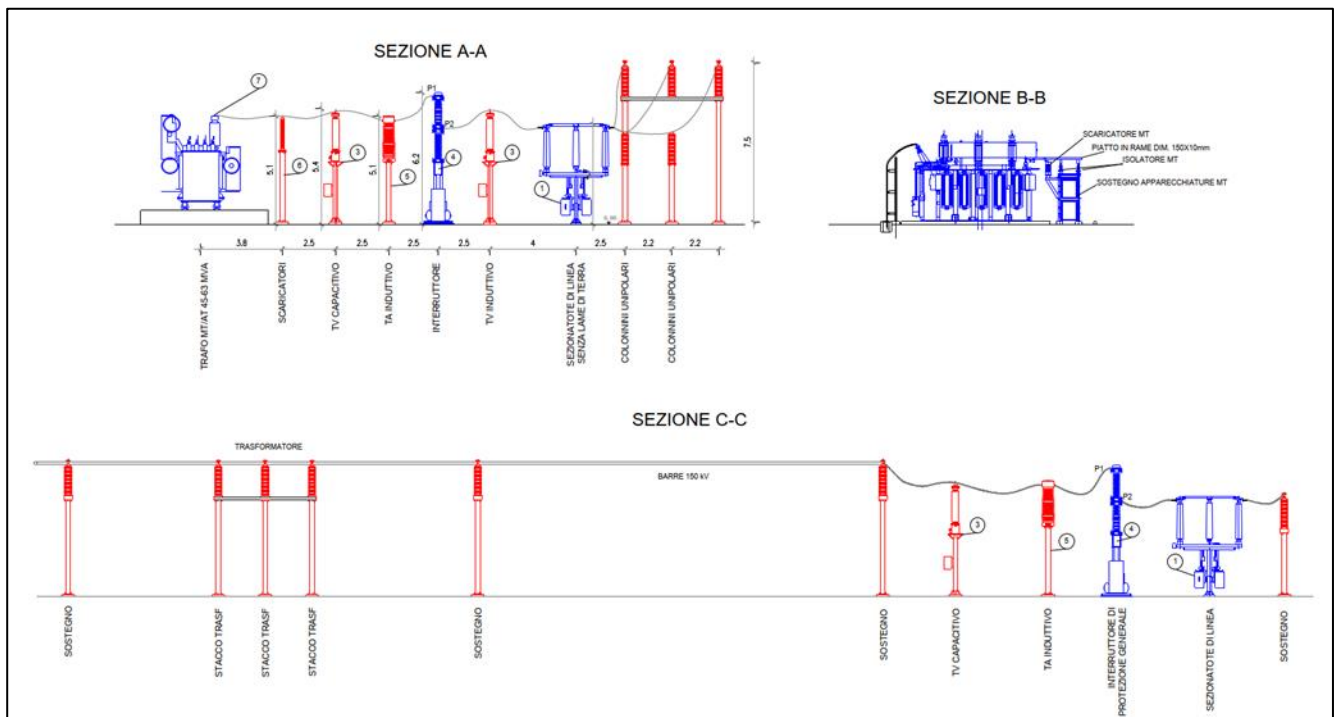 SEZIONE A-A
7
P1
P2
3
6
5
4
3
1
5.1
5.4
5.1
6.2
7.5
3.8
2.5
2.5
2.5
2.5
4
2.5
2.2
2.2
TRAFO MT/AT 45-63 MVA
SCARICATORI
TV CAPACITIVO
TA INDUTTIVO
INTERRUTTORE
TV INDUTTIVO
SEZIONATOTE DI LINEA
SENZA LAME DI TERRA
COLONNINI UNIPOLARI
COLONNINI UNIPOLARI
SEZIONE B-B
SCARICATORE MT
PIATTO IN RAME DIM. 150X10mm
ISOLATORE MT
SOSTEGNO APPARECCHIATURE MT
SEZIONE C-C
TRASFORMATORE
BARRE 150 kV
P1
P2
3
5
4
1
SOSTEGNO
STACCO TRASF
STACCO TRASF
STACCO TRASF
SOSTEGNO
SOSTEGNO
TV CAPACITIVO
TA INDUTTIVO
INTERRUTTORE DI
PROTEZIONE GENERALE
SEZIONATOTE DI LINEA
SOSTEGNO